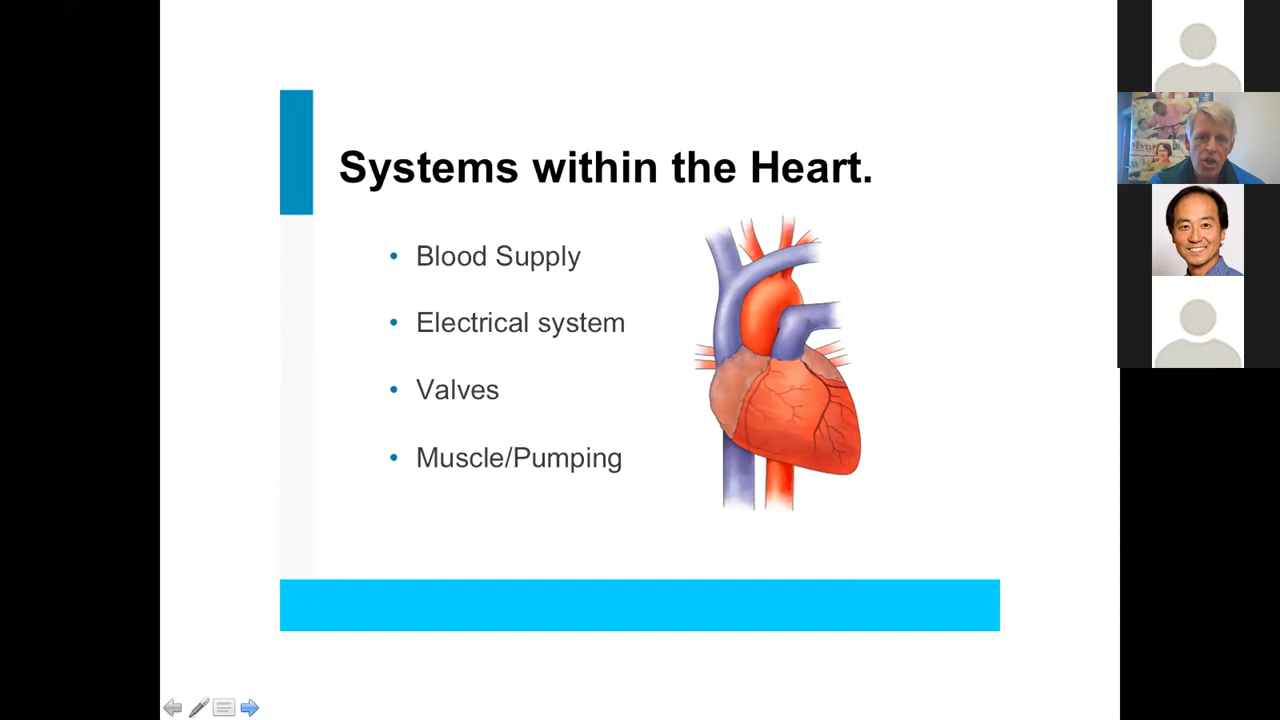 Systems within the Heart.
• Blood Supply
• Electrical system
• Valves
• Muscle/Pumping